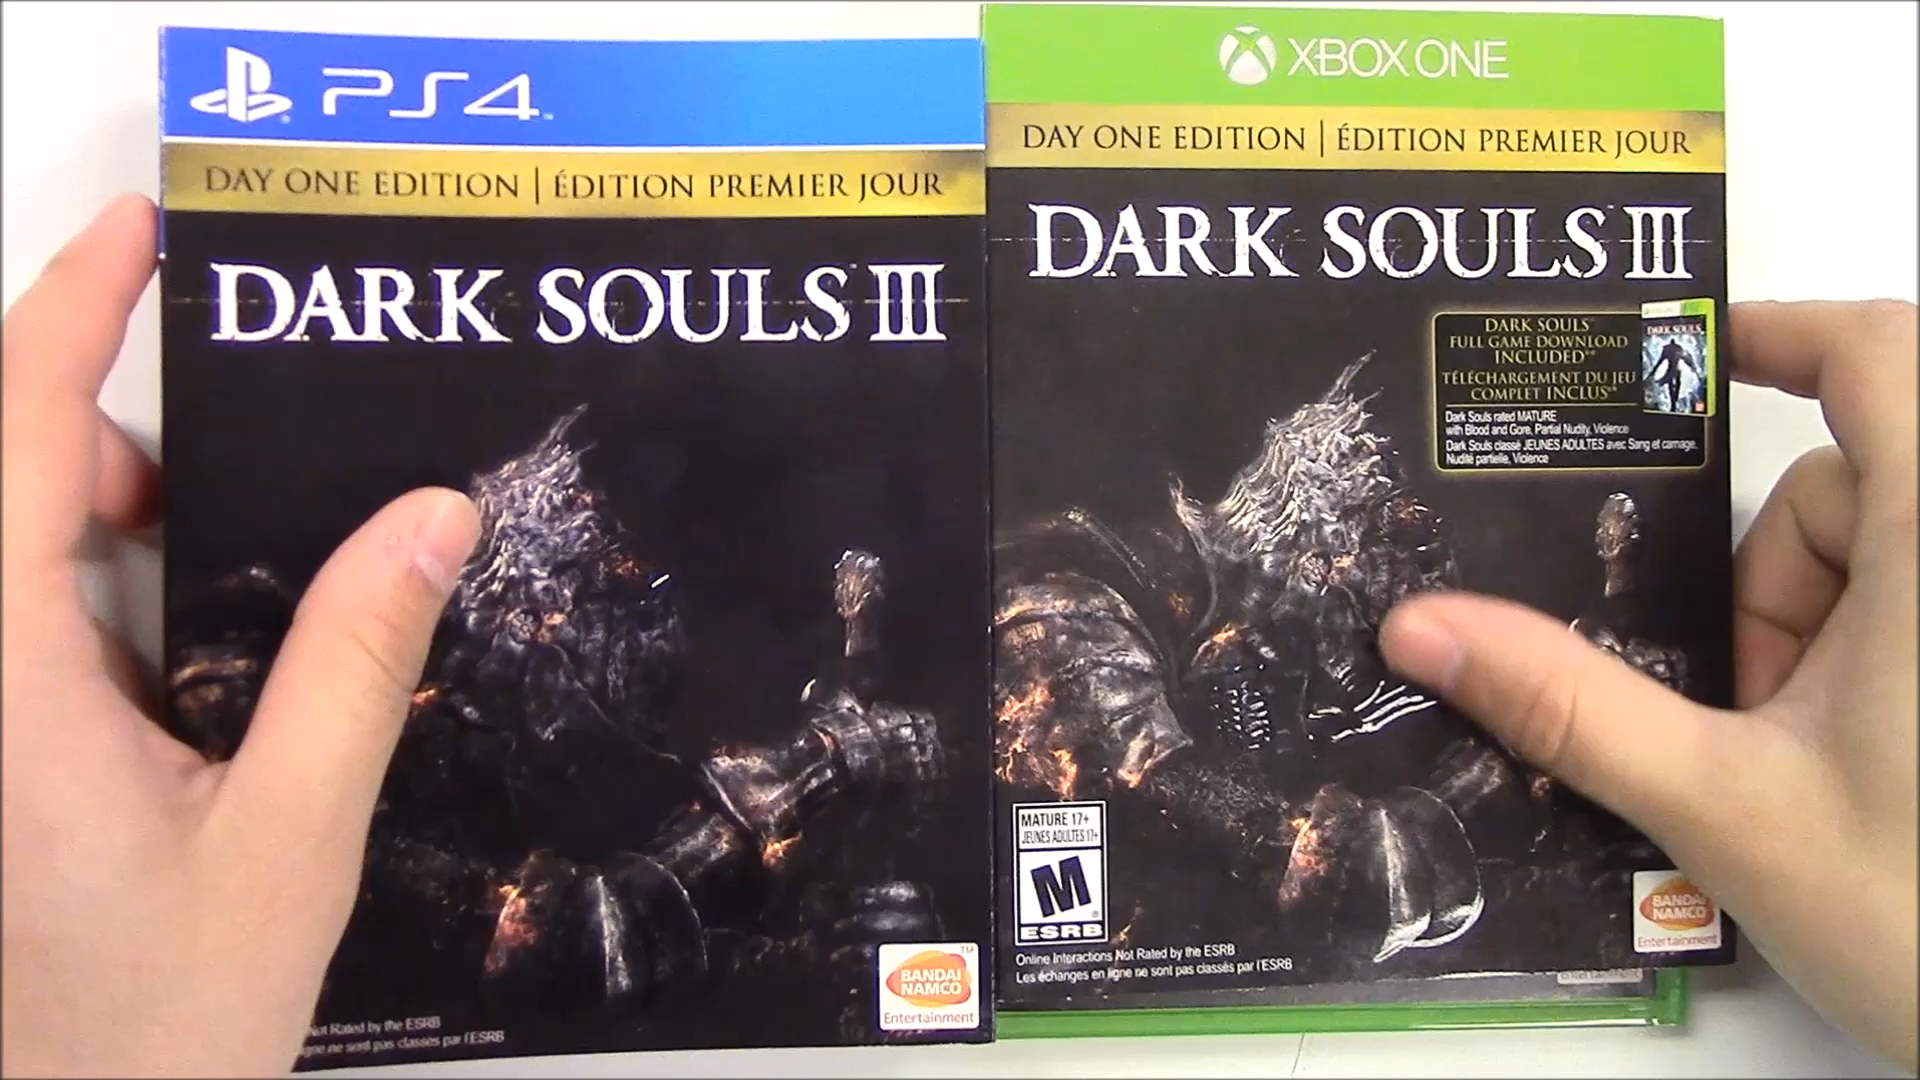 PS4
DAY ONE EDITION | ÉDITION PREMIER JOUR
DARK SOULS III
Not Rated by the ESRB
ne sont pas classés par l'ESRB
BANDAI
NAMCO
Entertainment
XBOX ONE
DAY ONE EDITION | ÉDITION PREMIER JOUR
DARK SOULS™ III
DARK SOULS™
FULL GAME DOWNLOAD
INCLUDED**
TÉLÉCHARGEMENT DU JEU
COMPLET INCLUS**
Dark Souls rated MATURE
with Blood and Gore, Partial Nudity, Violence
Dark Souls classé JEUNES ADULTES avec Sang et carnage,
Nudité partielle, Violence
DARK SOULS
MATURE 17+
JEUNES ADULTES 17+
M
ESRB
Online Interactions Not Rated by the ESRB
Les échanges en ligne ne sont pas classés par l'ESRB
BANDAI
NAMCO
Entertainment
Entertainment